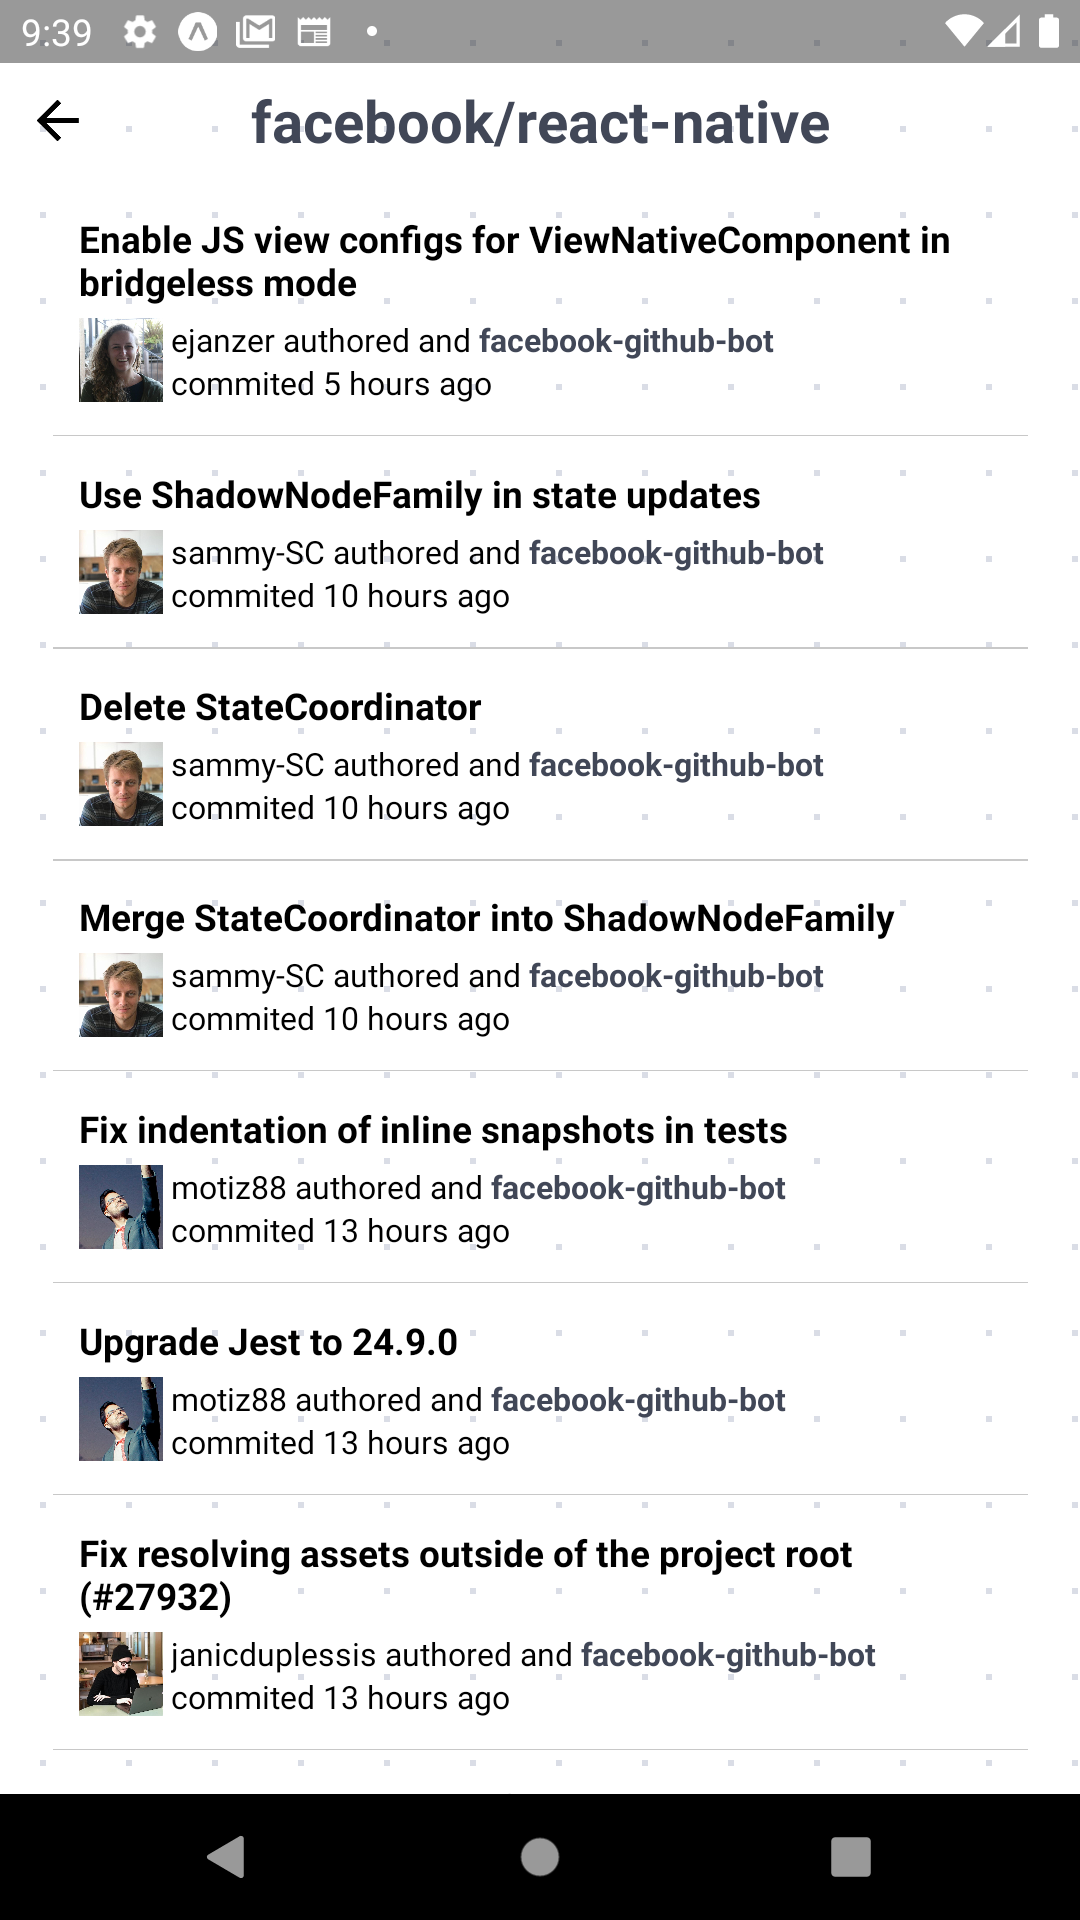 9:39
facebook/react-native
Enable JS view configs for ViewNativeComponent in
bridgeless mode
ejanzer authored and facebook-github-bot
commited 5 hours ago
Use ShadowNodeFamily in state updates
sammy-SC authored and facebook-github-bot
commited 10 hours ago
Delete StateCoordinator
sammy-SC authored and facebook-github-bot
commited 10 hours ago
Merge StateCoordinator into ShadowNodeFamily
sammy-SC authored and facebook-github-bot
commited 10 hours ago
Fix indentation of inline snapshots in tests
motiz88 authored and facebook-github-bot
commited 13 hours ago
Upgrade Jest to 24.9.0
motiz88 authored and facebook-github-bot
commited 13 hours ago
Fix resolving assets outside of the project root
(#27932)
janicduplessis authored and facebook-github-bot
commited 13 hours ago